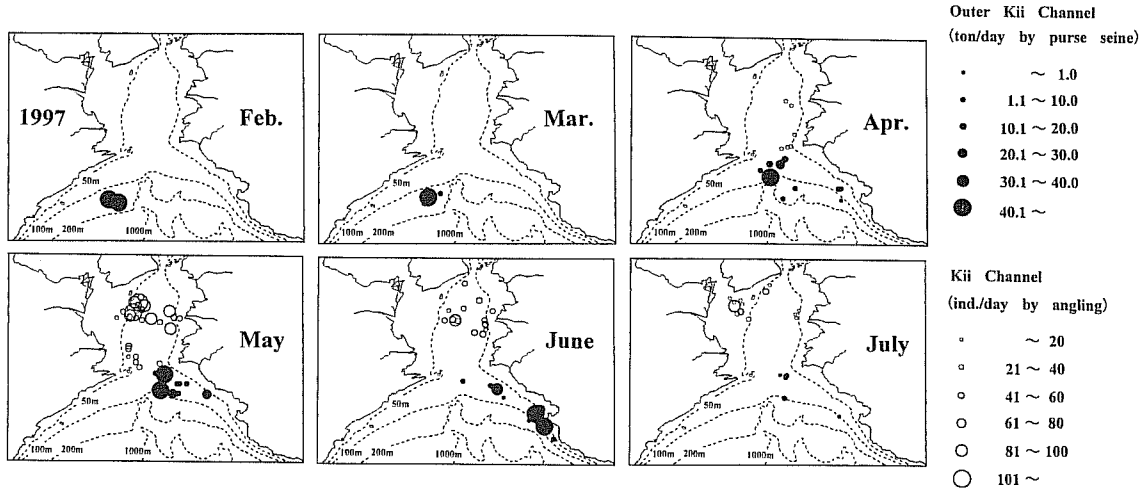 1997 Feb.
50m
100m 200m 1000m
Mar.
50m
100m 200m 1000m
Apr.
50m
100m 200m 1000m
May
50m
100m 200m 1000m
June
50m
100m 200m 1000m
July
50m
100m 200m 1000m
Outer Kii Channel
(ton/day by purse seine)
~ 1.0
1.1 ~ 10.0
10.1 ~ 20.0
20.1 ~ 30.0
30.1 ~ 40.0
40.1 ~
Kii Channel
(ind./day by angling)
~ 20
21 ~ 40
41 ~ 60
61 ~ 80
81 ~ 100
101 ~